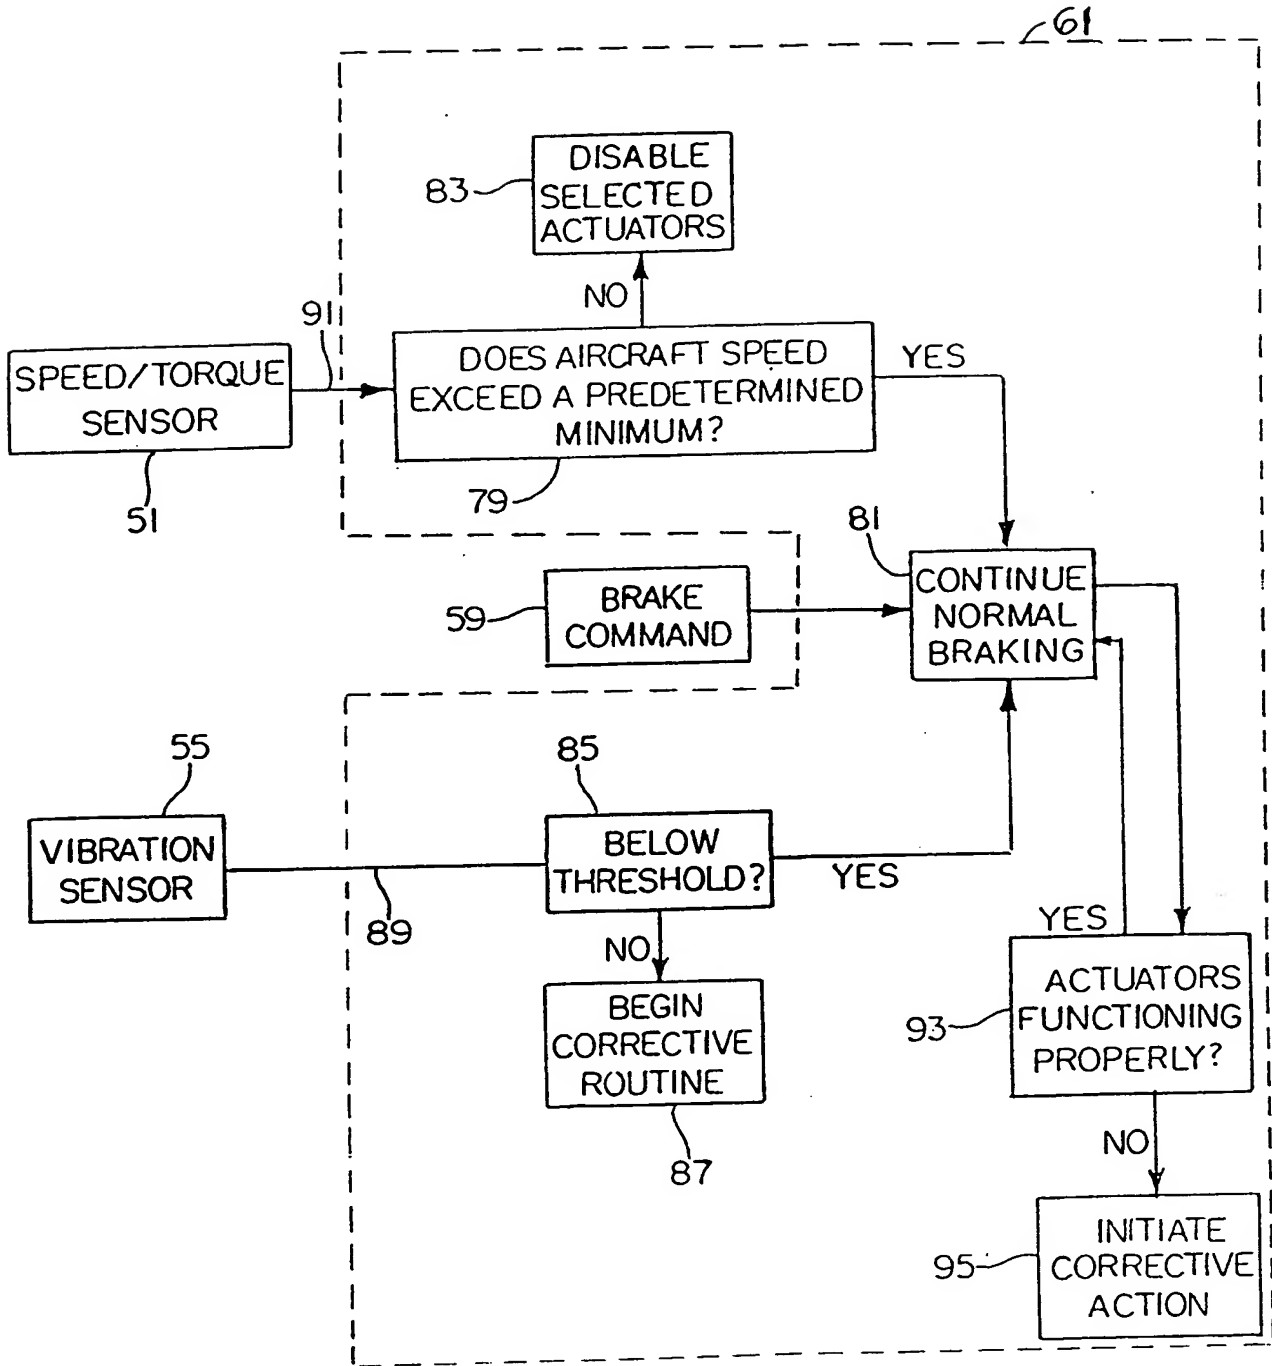 61
DISABLE
SELECTED
ACTUATORS
83
NO
91
SPEED/TORQUE
SENSOR
51
DOES AIRCRAFT SPEED
EXCEED A PREDETERMINED
MINIMUM?
YES
79
81
CONTINUE
NORMAL
BRAKING
59
BRAKE
COMMAND
55
VIBRATION
SENSOR
89
85
BELOW
THRESHOLD?
YES
NO
BEGIN
CORRECTIVE
ROUTINE
87
YES
ACTUATORS
FUNCTIONING
PROPERLY?
93
NO
INITIATE
CORRECTIVE
ACTION
95